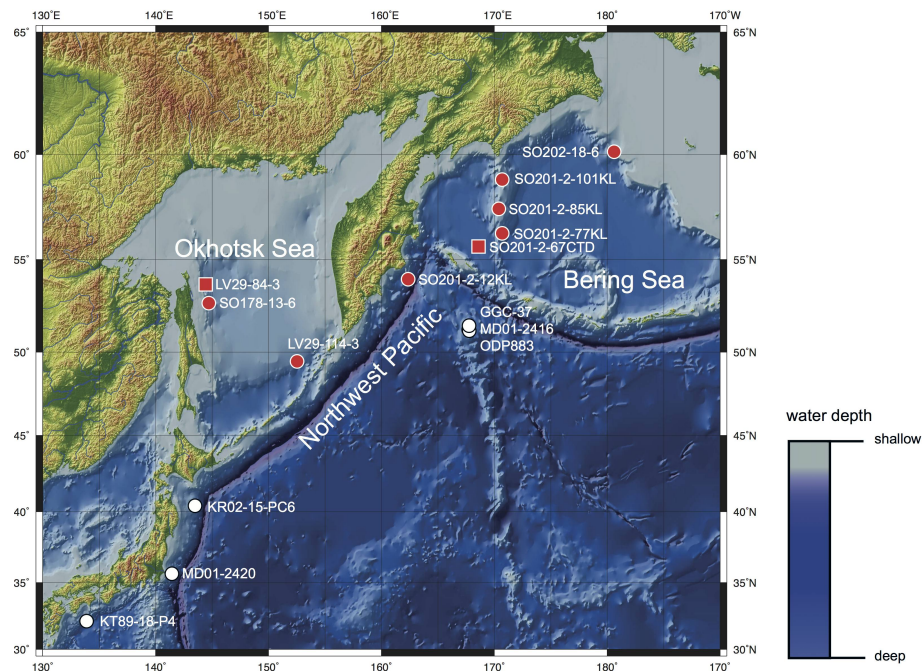 130˚ 140˚ 150˚ 160˚ 170˚ 180˚ 170˚W
65˚ 65˚N
SO202-18-6
60˚ 60˚N
SO201-2-101KL
SO201-2-85KL
SO201-2-77KL
Okhotsk Sea SO201-2-67CTD
55˚ 55˚N
SO201-2-12KL Bering Sea
LV29-84-3
SO178-13-6
GGC-37
MD01-2416
ODP883
LV29-114-3
50˚ 50˚N
Northwest Pacific
45˚ 45˚N
KR02-15-PC6
40˚ 40˚N
MD01-2420
35˚ 35˚N
KT89-18-P4
30˚ 30˚N
130˚ 140˚ 150˚ 160˚ 170˚ 180˚ 170˚W
water depth
shallow
deep